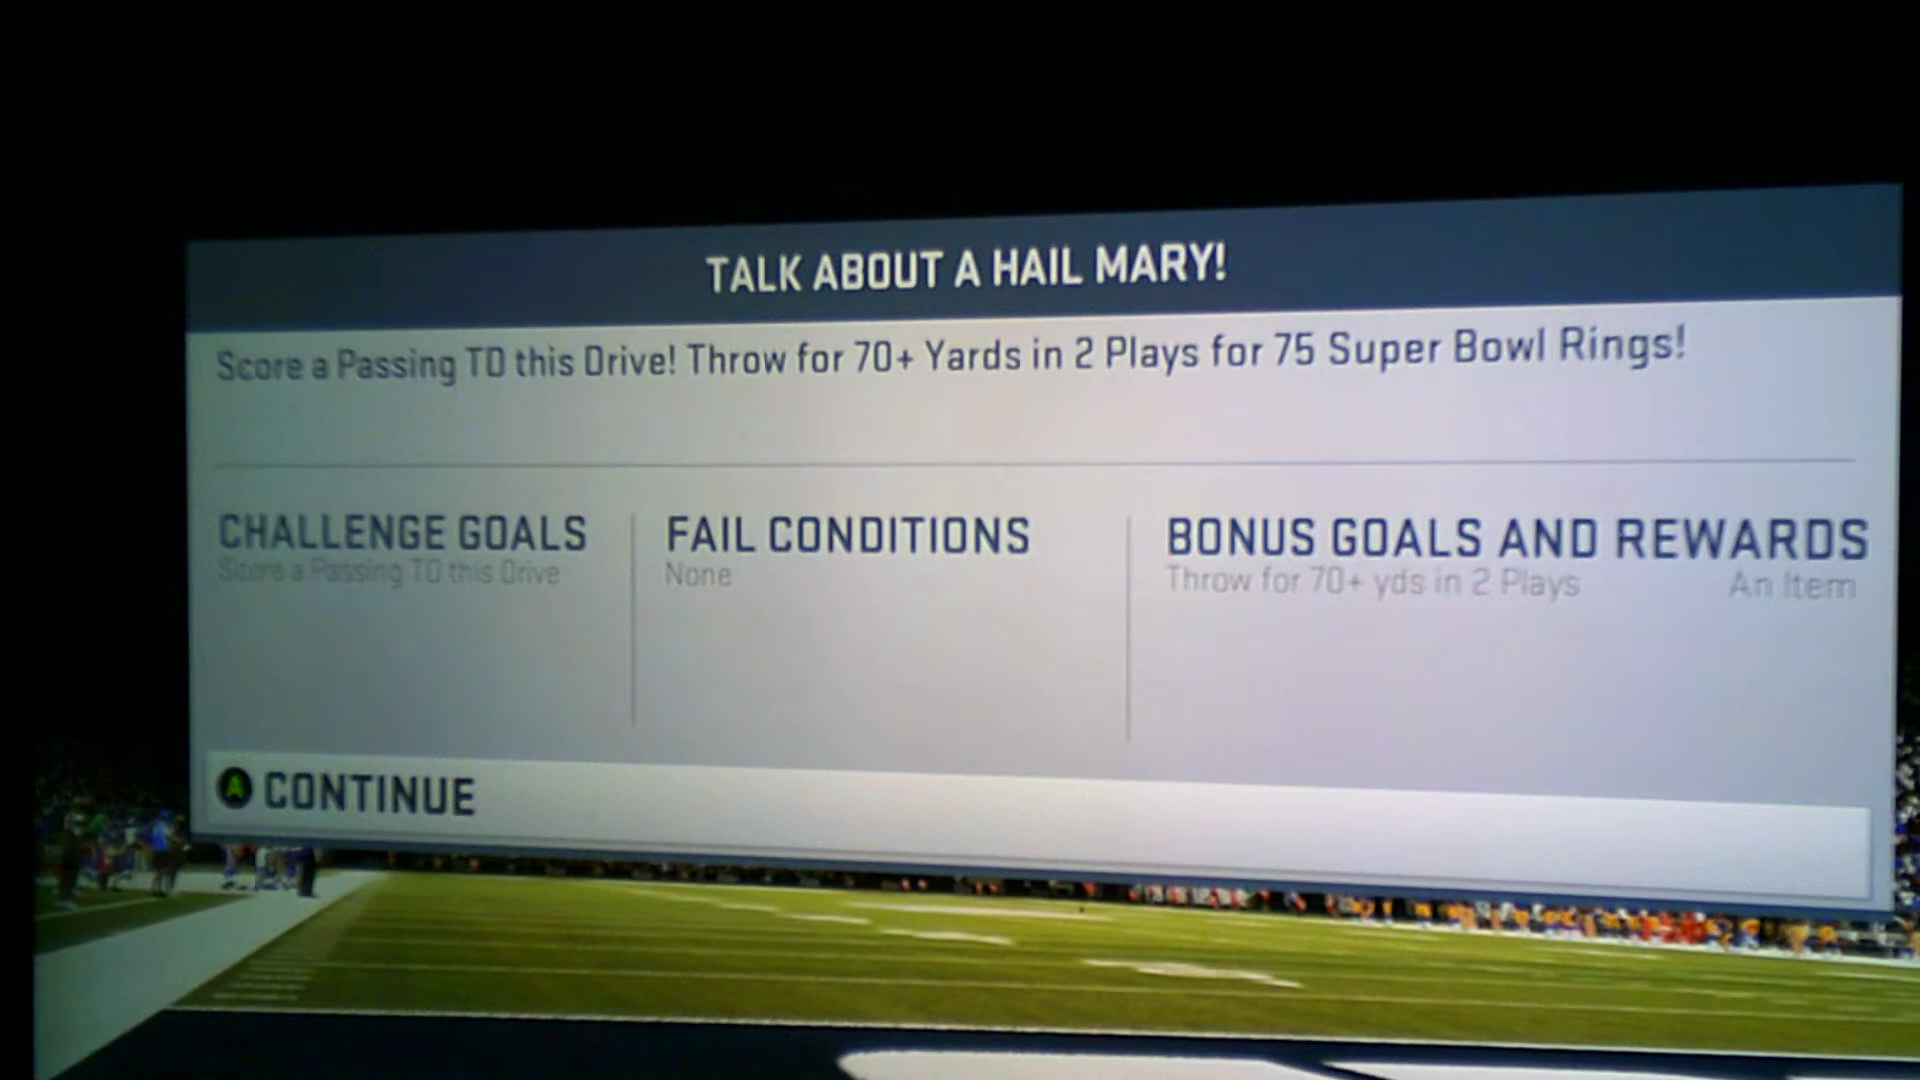 TALK ABOUT A HAIL MARY!
Score a Passing TD this Drive! Throw for 70+ Yards in 2 Plays for 75 Super Bowl Rings!
CHALLENGE GOALS
Score a Passing TD this Drive
FAIL CONDITIONS
None
BONUS GOALS AND REWARDS
Throw for 70+ yds in 2 Plays An Item
A CONTINUE